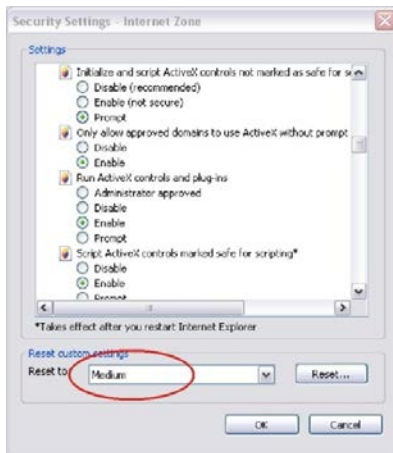 Security Settings - Internet Zone
Settings
Initialize and script ActiveX controls not marked as safe for s
Disable (recommended)
Enable (not secure)
Prompt
Only allow approved domains to use ActiveX without prompt
Disable
Enable
Run ActiveX controls and plug-ins
Administrator approved
Disable
Enable
Prompt
Script ActiveX controls marked safe for scripting*
Disable
Enable
Prompt
*Takes effect after you restart Internet Explorer
Reset custom settings
Reset to: Medium Reset...
OK Cancel